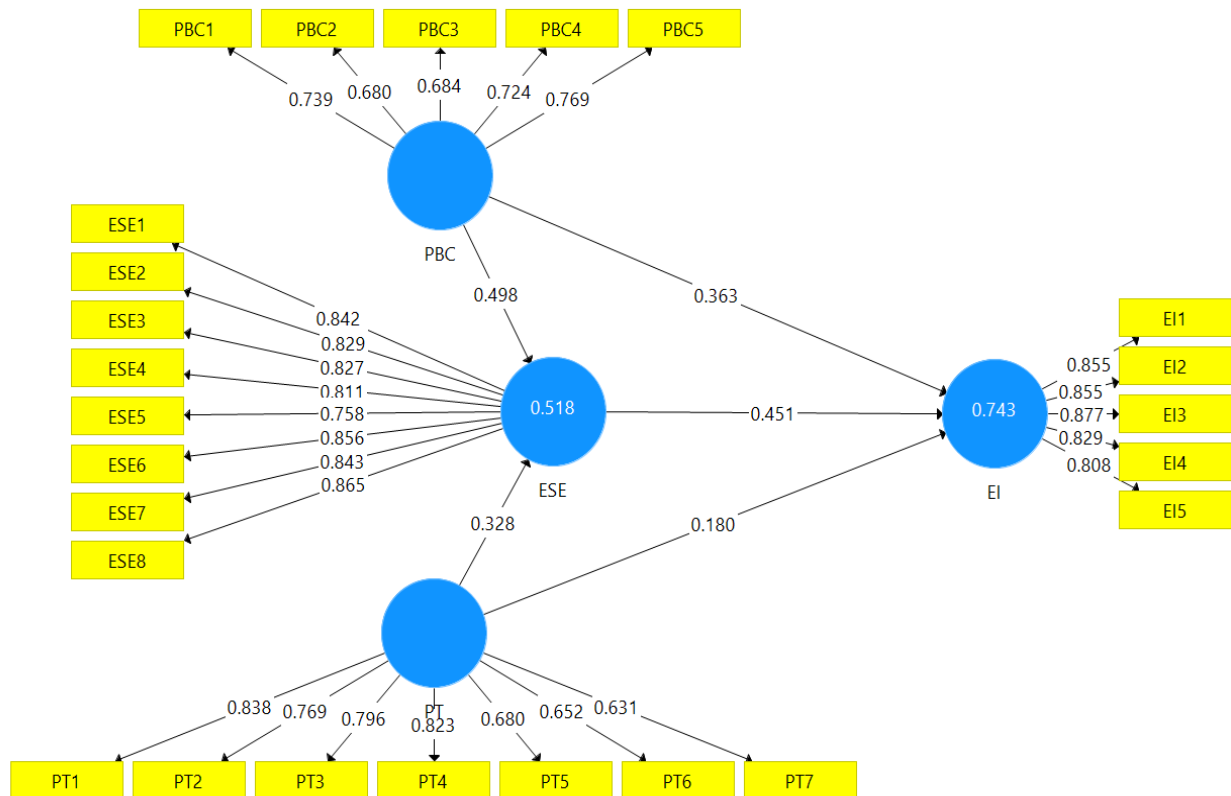 PBC1 PBC2 PBC3 PBC4 PBC5
0.739 0.680 0.684 0.724 0.769
PBC
ESE1
ESE2
ESE3
ESE4
ESE5
ESE6
ESE7
ESE8
0.842
0.829
0.827
0.811
0.758
0.856
0.843
0.865
0.498
0.363
0.518
ESE
0.451
0.743
EI
0.855
0.855
0.877
0.829
0.808
EI1
EI2
EI3
EI4
EI5
0.328
0.180
PT
0.838 0.769 0.796 0.823 0.680 0.652 0.631
PT1 PT2 PT3 PT4 PT5 PT6 PT7